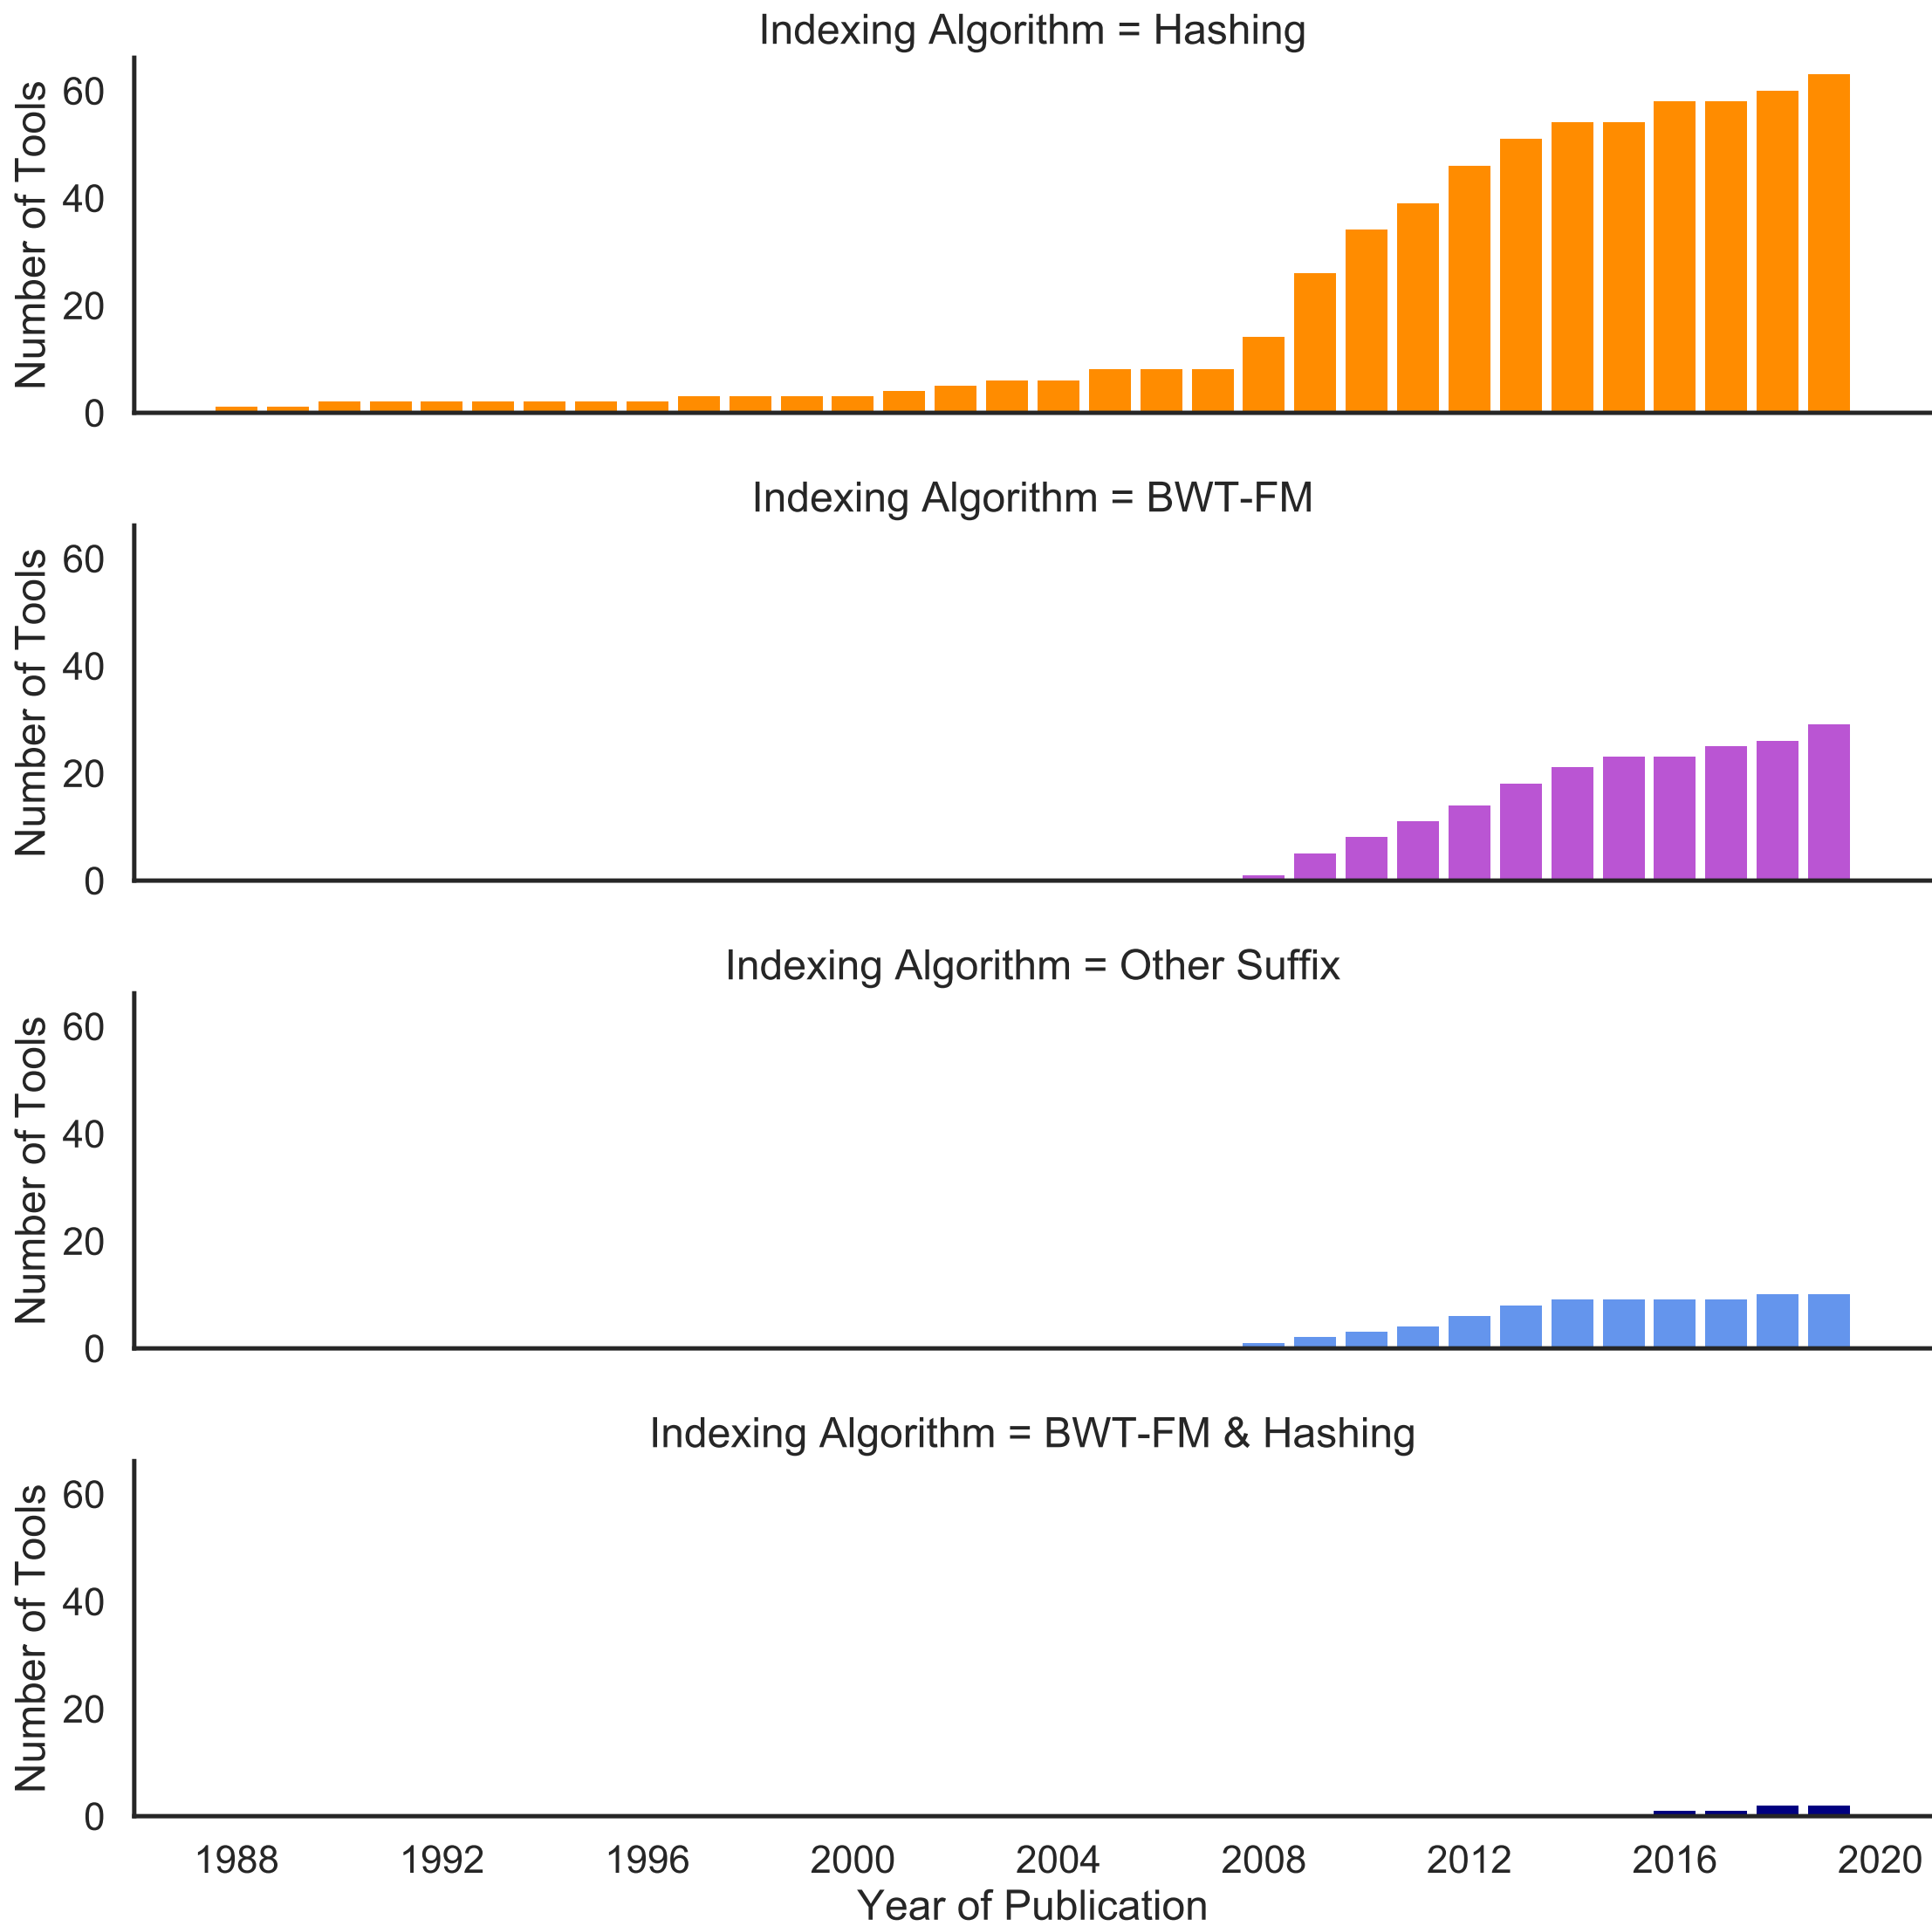 Indexing Algorithm = Hashing
Number of Tools
60
40
20
0
Indexing Algorithm = BWT-FM
Number of Tools
60
40
20
0
Indexing Algorithm = Other Suffix
Number of Tools
60
40
20
0
Indexing Algorithm = BWT-FM & Hashing
Number of Tools
60
40
20
0
1988 1992 1996 2000 2004 2008 2012 2016 2020
Year of Publication